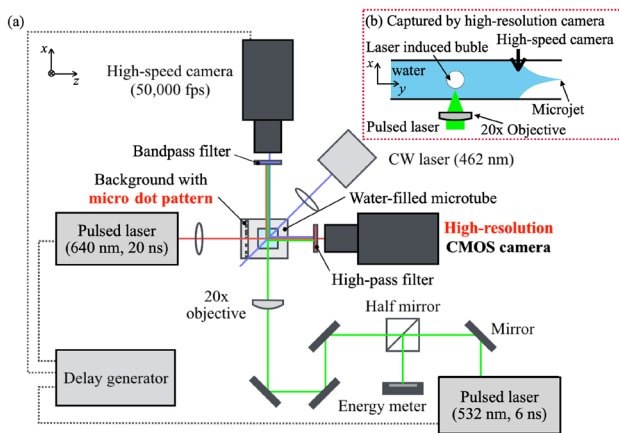 (a)
x
z
High-speed camera
(50,000 fps)
Bandpass filter
Background with
micro dot pattern
Pulsed laser
(640 nm, 20 ns)
20x
objective
Delay generator
CW laser (462 nm)
Water-filled microtube
High-resolution
CMOS camera
High-pass filter
Half mirror
Mirror
Energy meter
Pulsed laser
(532 nm, 6 ns)
(b) Captured by high-resolution camera
Laser induced buble
High-speed camera
x
water
y
Microjet
Pulsed laser
20x Objective